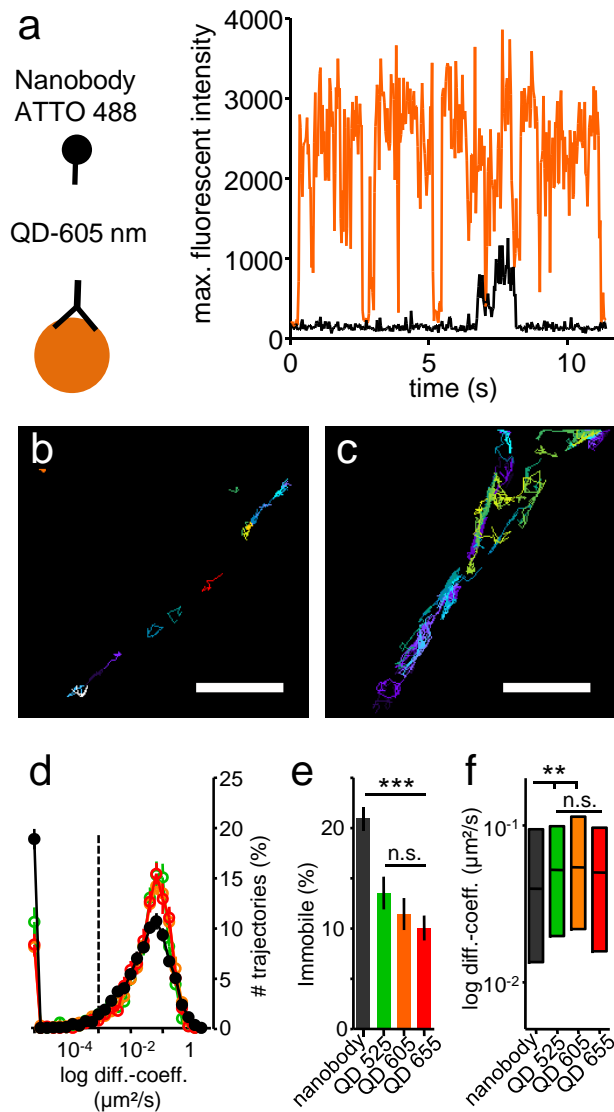 a
Nanobody
ATTO 488
QD-605 nm
max. fluorescent intensity
4000
3000
2000
1000
0
0
5
10
time (s)
b
c
d
25
20
15
10
5
0
# trajectories (%)
10⁻⁴
10⁻²
1
log diff.-coeff.
(µm²/s)
e
Immobile (%)
20
10
0
***
n.s.
nanobody
QD 525
QD 605
QD 655
f
log diff.-coeff. (µm²/s)
10⁻¹
10⁻²
**
n.s.
nanobody
QD 525
QD 605
QD 655